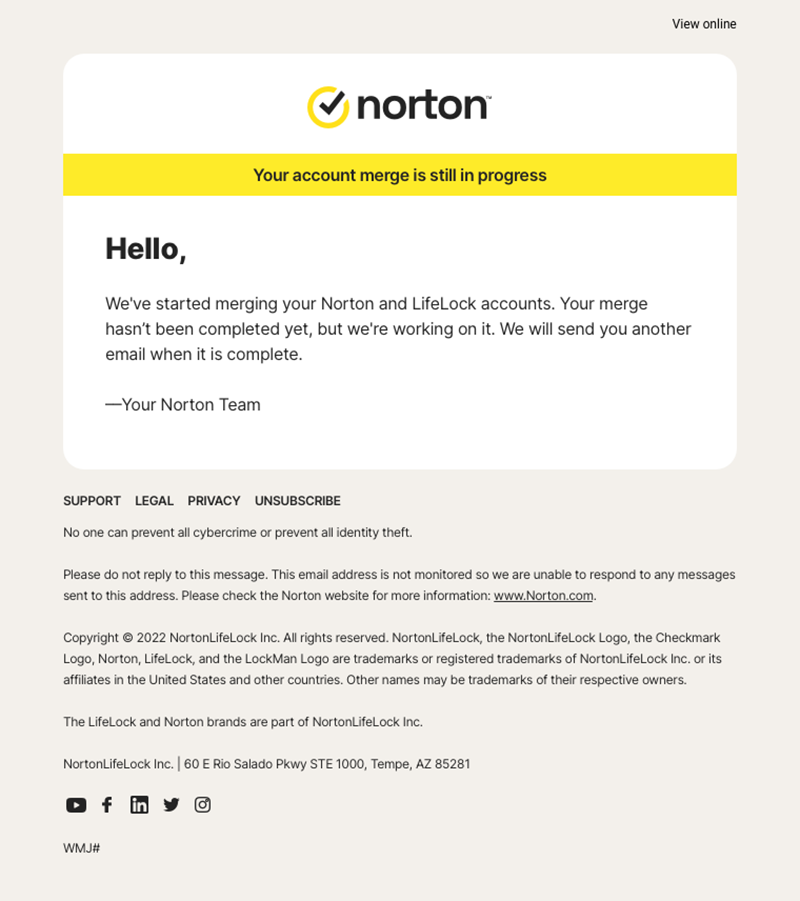 View online
norton™
Your account merge is still in progress
Hello,
We've started merging your Norton and LifeLock accounts. Your merge
hasn’t been completed yet, but we're working on it. We will send you another
email when it is complete.
—Your Norton Team
SUPPORT LEGAL PRIVACY UNSUBSCRIBE
No one can prevent all cybercrime or prevent all identity theft.
Please do not reply to this message. This email address is not monitored so we are unable to respond to any messages
sent to this address. Please check the Norton website for more information: www.Norton.com.
Copyright © 2022 NortonLifeLock Inc. All rights reserved. NortonLifeLock, the NortonLifeLock Logo, the Checkmark
Logo, Norton, LifeLock, and the LockMan Logo are trademarks or registered trademarks of NortonLifeLock Inc. or its
affiliates in the United States and other countries. Other names may be trademarks of their respective owners.
The LifeLock and Norton brands are part of NortonLifeLock Inc.
NortonLifeLock Inc. | 60 E Rio Salado Pkwy STE 1000, Tempe, AZ 85281
WMJ#